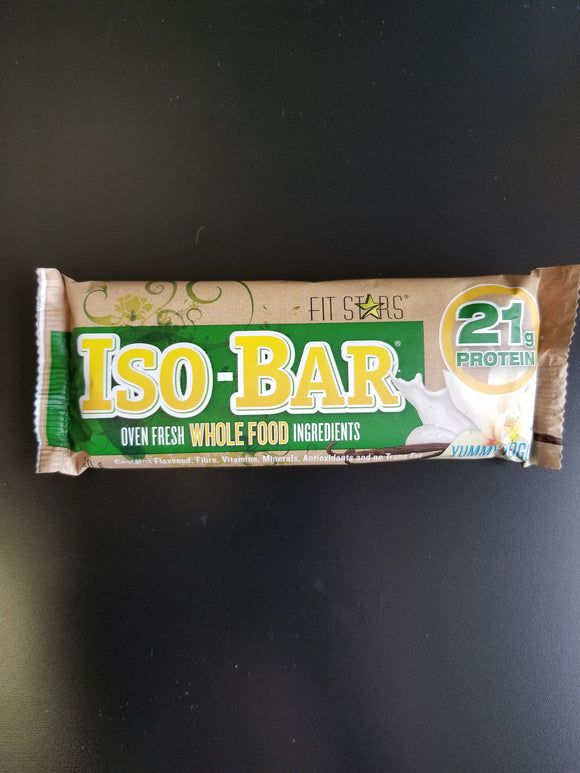 FIT STARS®
ISO-BAR®
21g
PROTEIN
OVEN FRESH WHOLE FOOD INGREDIENTS
Contains Flaxseed, Fibre, Vitamins, Minerals, Antioxidants and no Trans Fat
YUMMY